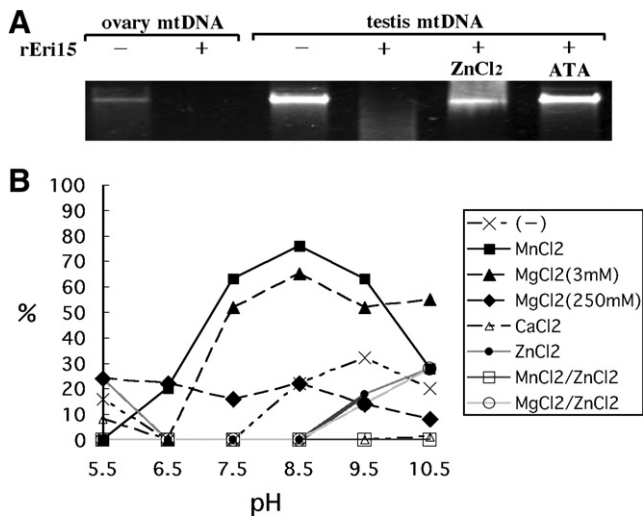 A
ovary mtDNA testis mtDNA
rEri15 − + − + + +
ZnCl2 ATA
B
100
90
80
70
60
50
40
30
20
10
0
%
5.5 6.5 7.5 8.5 9.5 10.5
pH
(−)
MnCl2
MgCl2(3mM)
MgCl2(250mM)
CaCl2
ZnCl2
MnCl2/ZnCl2
MgCl2/ZnCl2